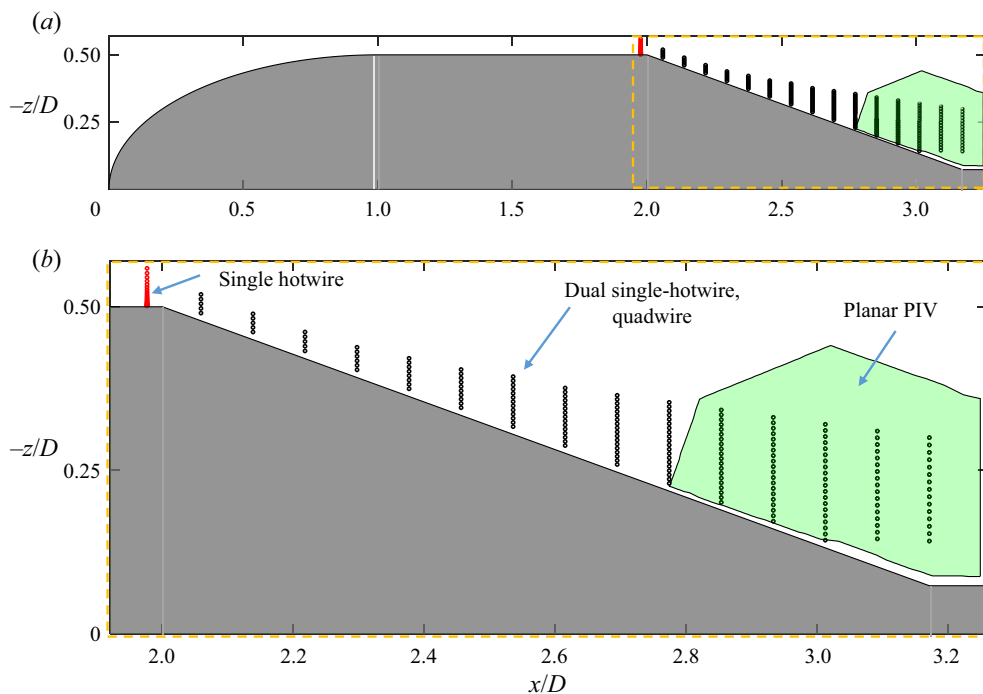 (a)
0.50
–z/D
0.25
0 0.5 1.0 1.5 2.0 2.5 3.0
(b)
Single hotwire
Dual single-hotwire,
quadwire
Planar PIV
0.50
–z/D
0.25
0
2.0 2.2 2.4 2.6 2.8 3.0 3.2
x/D